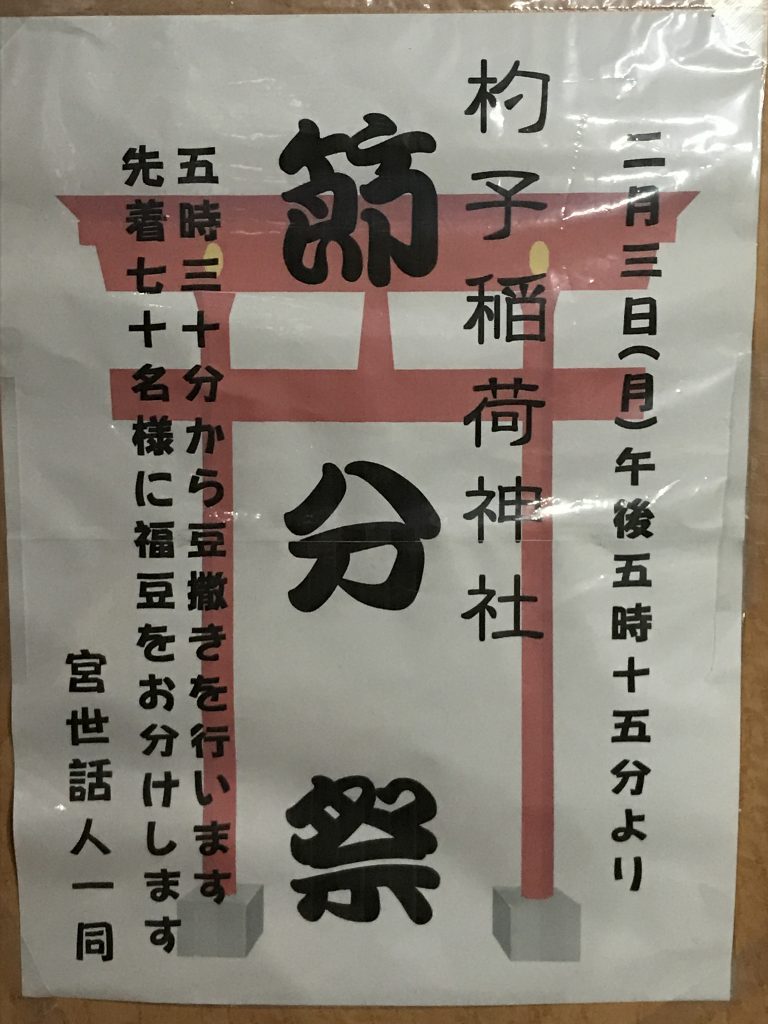 二月三日(月)午後五時十五分より
杓子稲荷神社
節分祭
五時三十分から豆撒きを行います
先着七十名様に福豆をお分けします
宮世話人一同